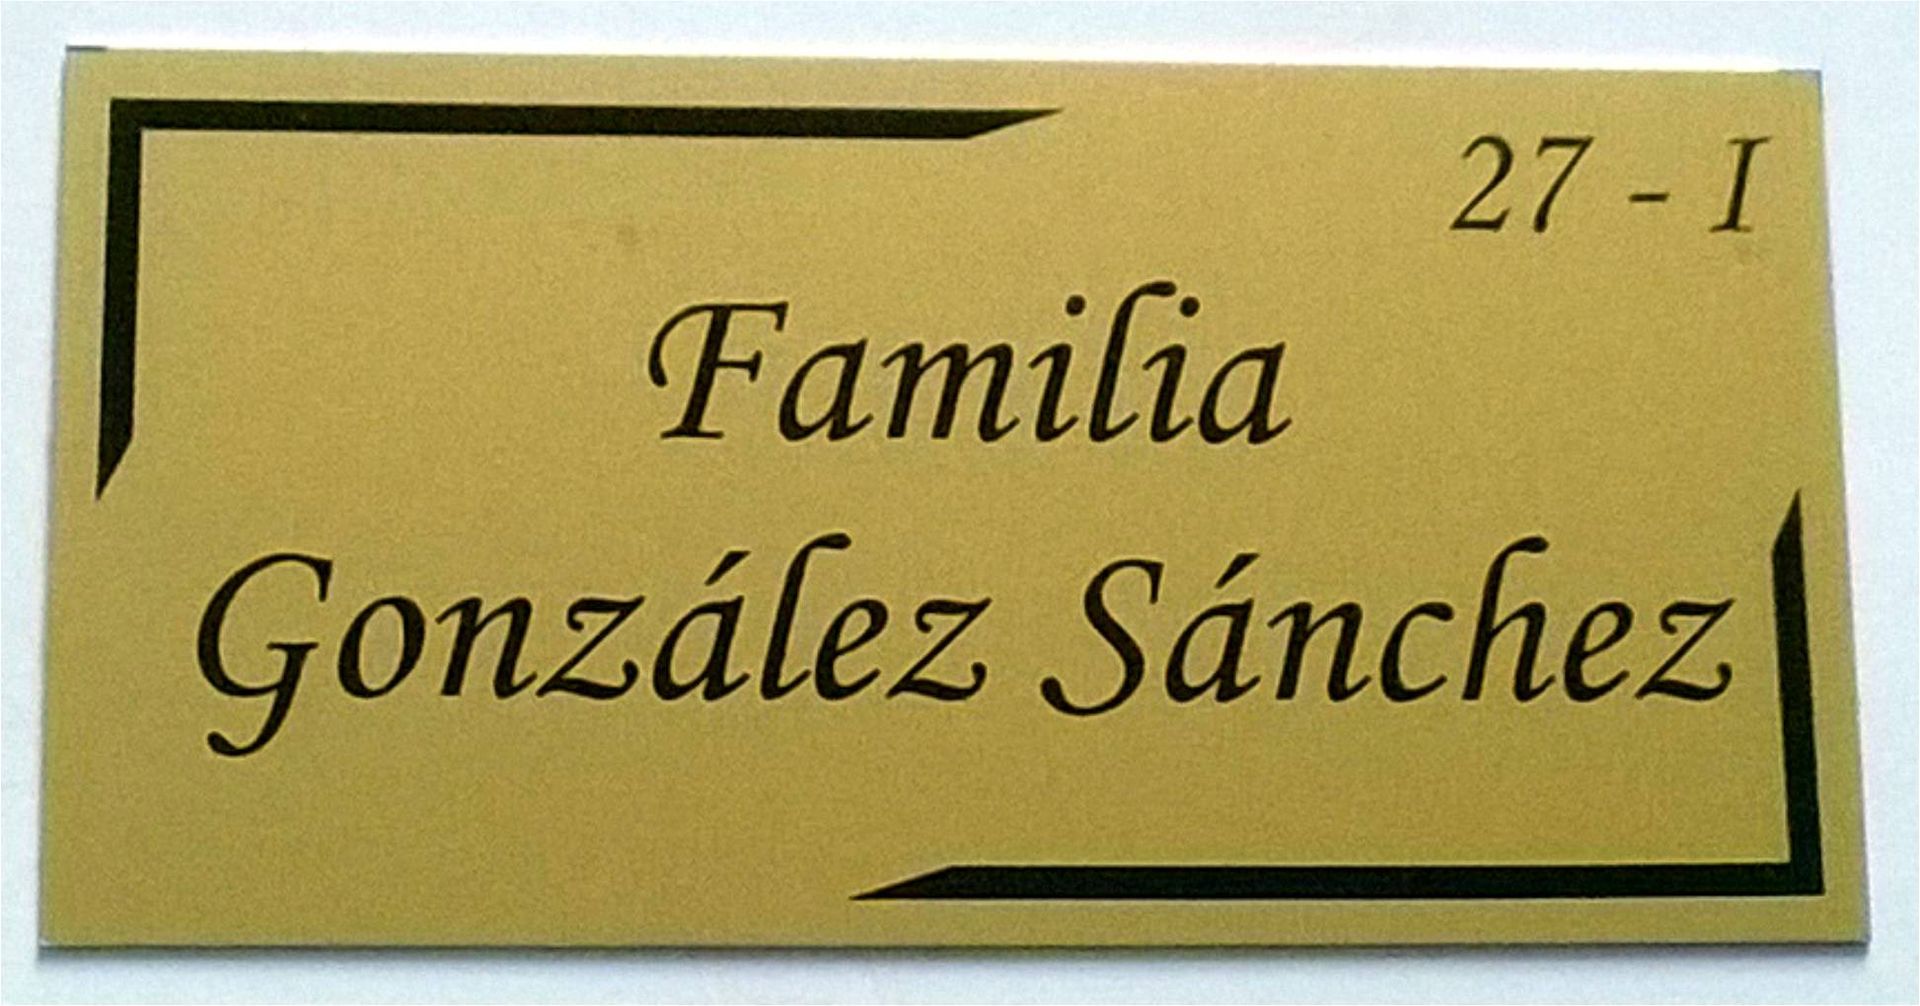 27 - I
Familia
González Sánchez